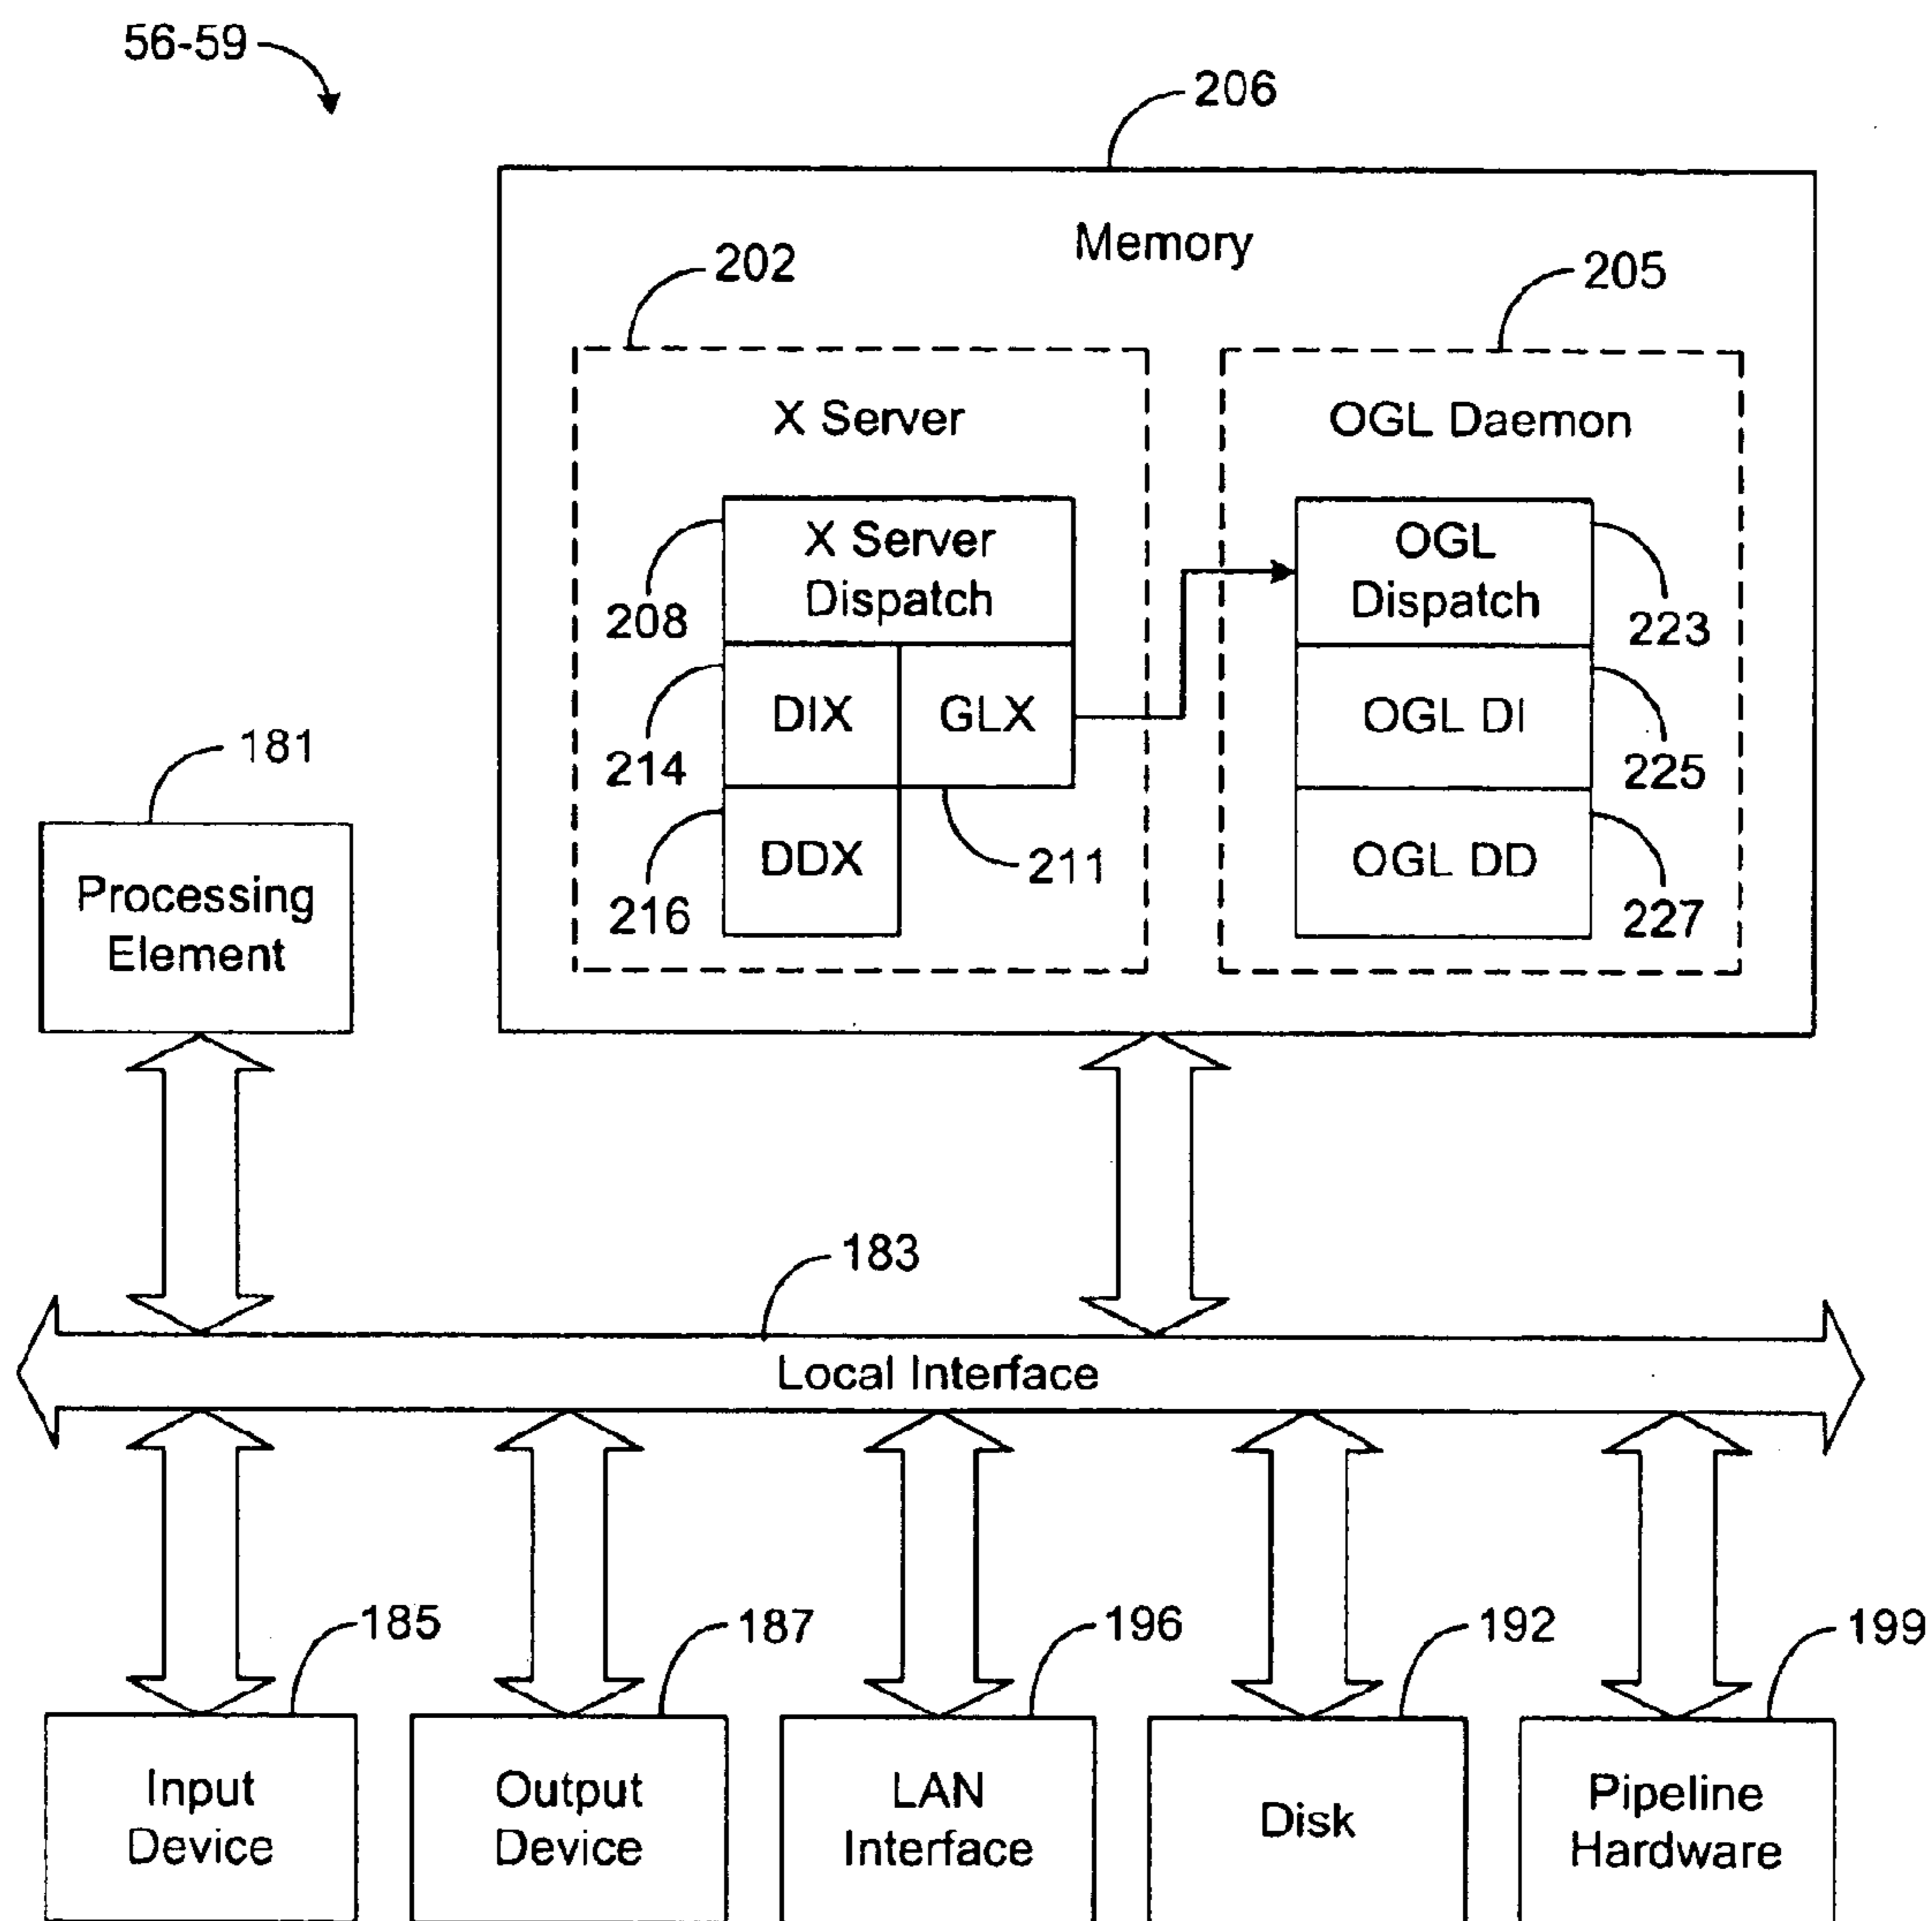 56-59
206
Memory
202
205
X Server
OGL Daemon
X Server
Dispatch
OGL
Dispatch
208
223
DIX
GLX
OGL DI
214
225
181
DDX
211
OGL DD
216
227
Processing
Element
183
Local Interface
185
187
196
192
199
Input
Device
Output
Device
LAN
Interface
Disk
Pipeline
Hardware